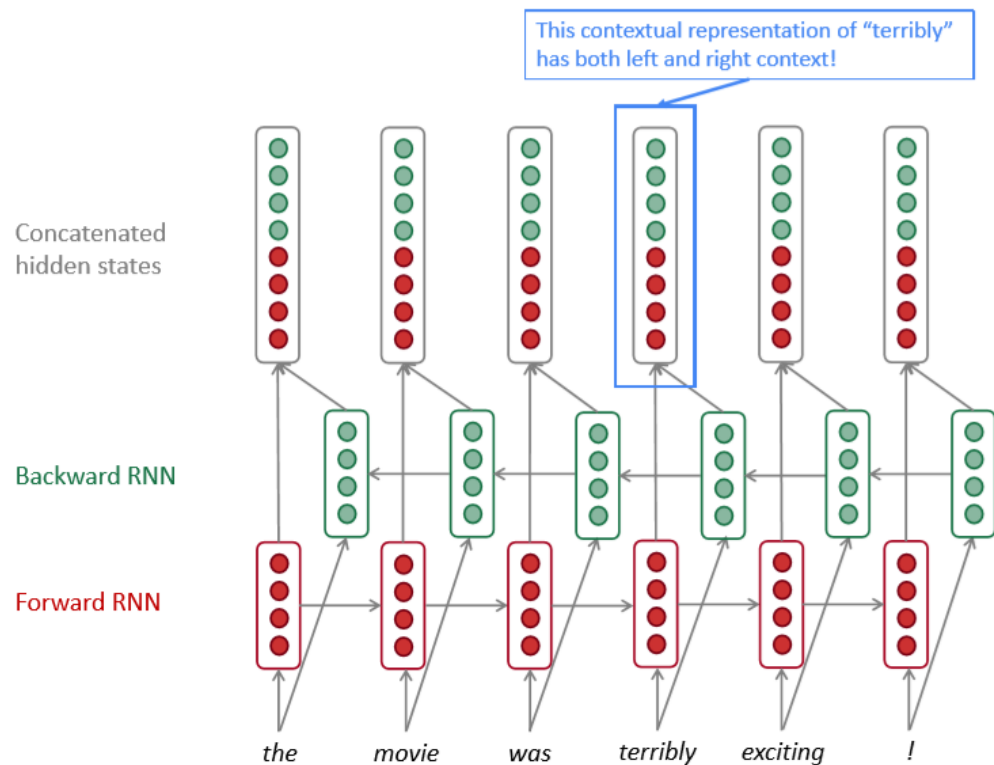 This contextual representation of “terribly”
has both left and right context!
Concatenated
hidden states
Backward RNN
Forward RNN
the movie was terribly exciting !